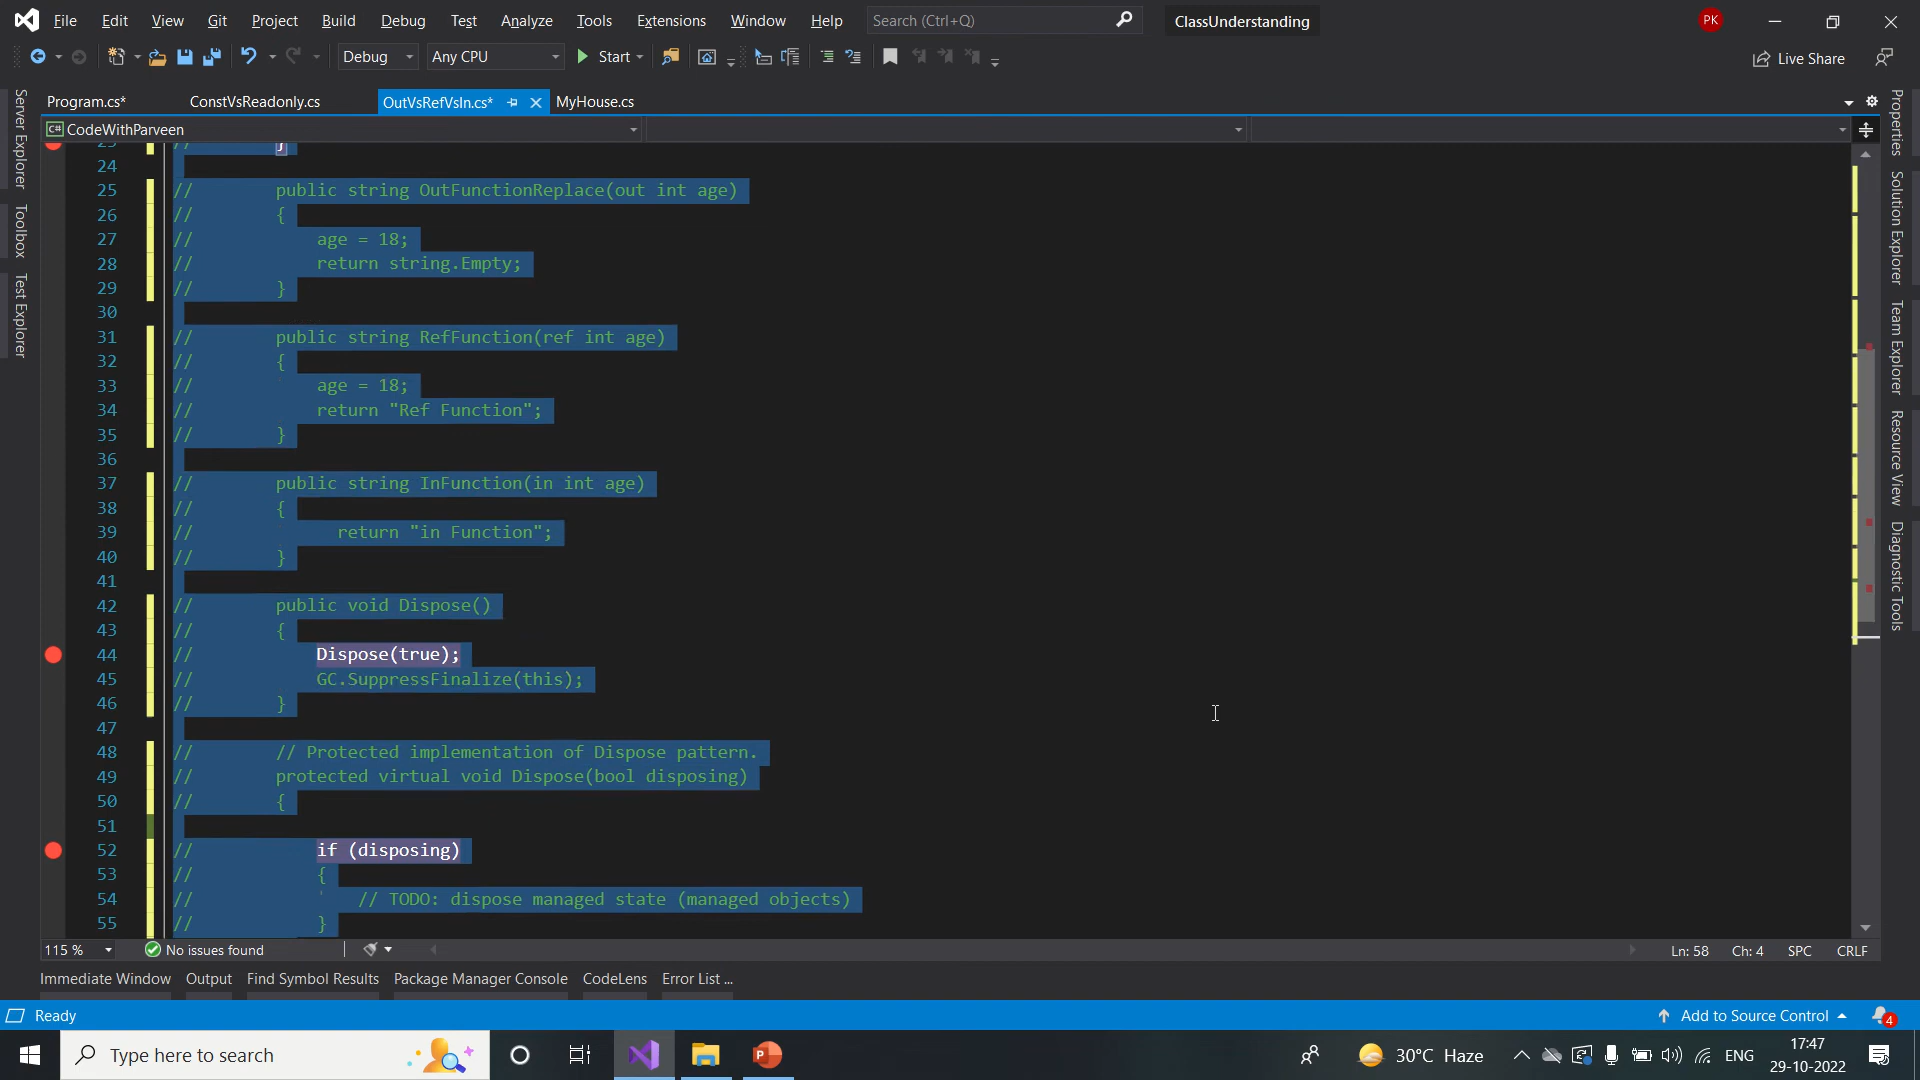 File Edit View Git Project Build Debug Test Analyze Tools Extensions Window Help Search (Ctrl+Q) ClassUnderstanding PK
Debug Any CPU Start Live Share
Program.cs* ConstVsReadonly.cs OutVsRefVsIn.cs* MyHouse.cs
C# CodeWithParveen
Server Explorer
Toolbox
Test Explorer
23 // }
24
25 // public string OutFunctionReplace(out int age)
26 // {
27 // age = 18;
28 // return string.Empty;
29 // }
30
31 // public string RefFunction(ref int age)
32 // {
33 // age = 18;
34 // return "Ref Function";
35 // }
36
37 // public string InFunction(in int age)
38 // {
39 // return "in Function";
40 // }
41
42 // public void Dispose()
43 // {
44 // Dispose(true);
45 // GC.SuppressFinalize(this);
46 // }
47
48 // // Protected implementation of Dispose pattern.
49 // protected virtual void Dispose(bool disposing)
50 // {
51
52 // if (disposing)
53 // {
54 // // TODO: dispose managed state (managed objects)
55 // }
Properties
Solution Explorer
Team Explorer
Resource View
Diagnostic Tools
115 % No issues found Ln: 58 Ch: 4 SPC CRLF
Immediate Window Output Find Symbol Results Package Manager Console CodeLens Error List ...
Ready Add to Source Control 4
Type here to search 30°C Haze ENG 17:47
29-10-2022